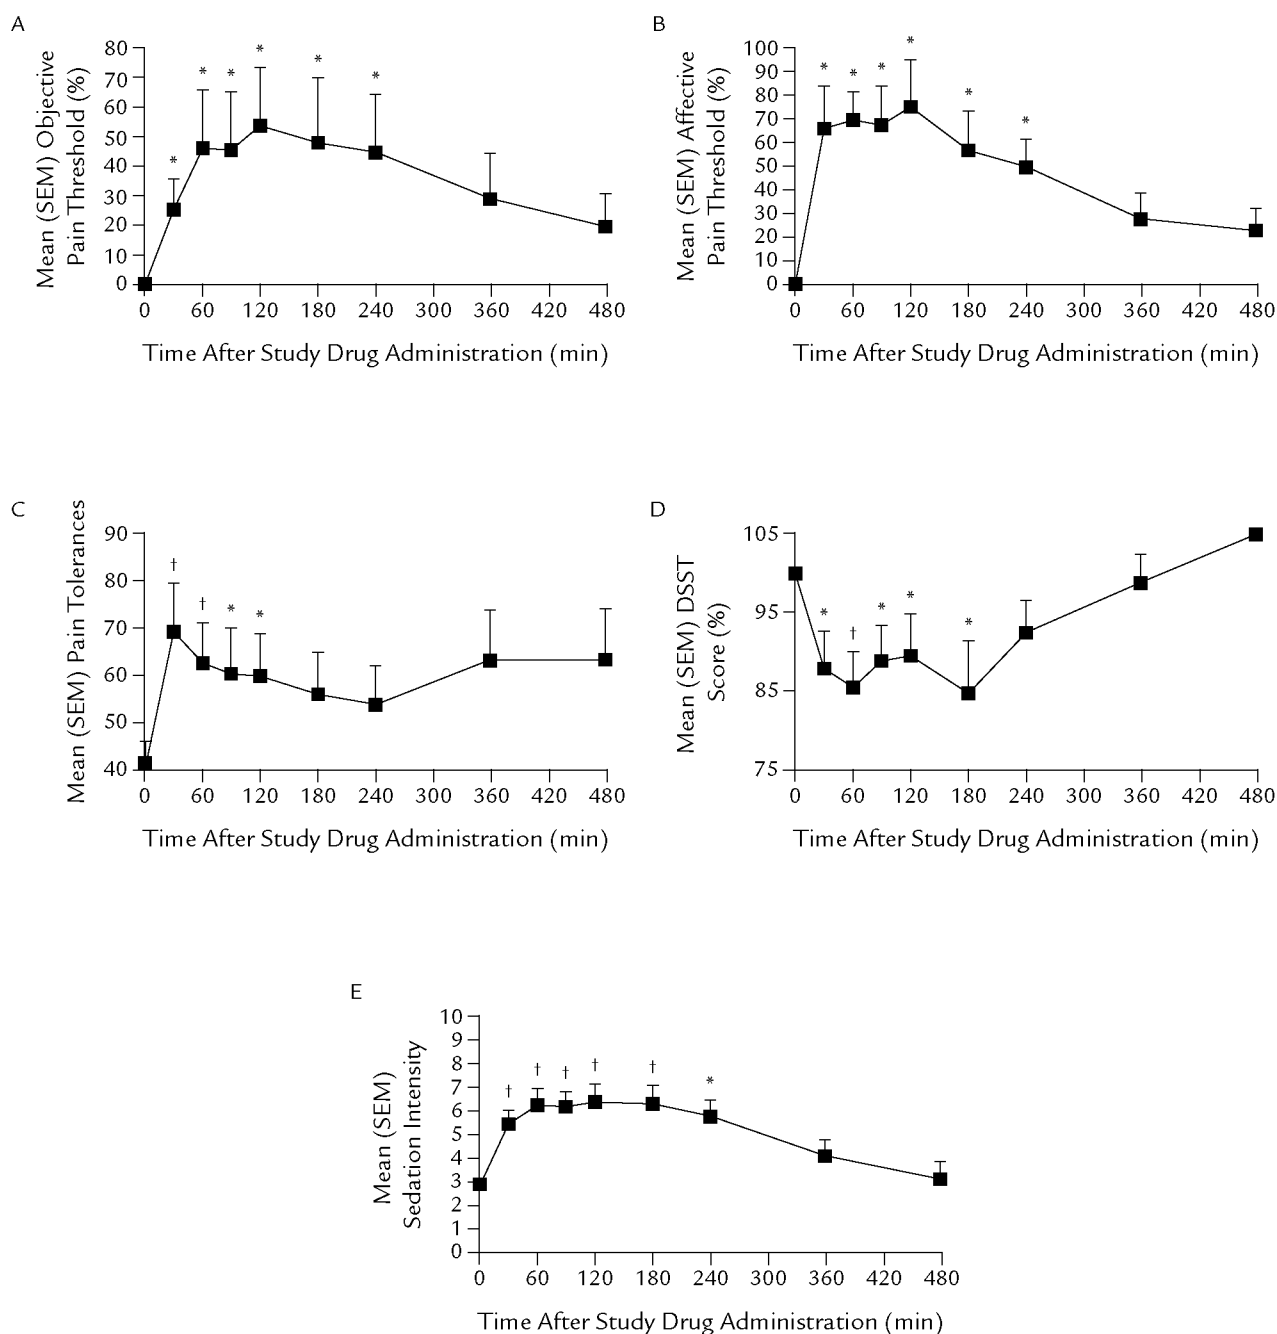 A
Mean (SEM) Objective
Pain Threshold (%)
80
70
60
50
40
30
20
10
0
* * * * * *
0 60 120 180 240 300 360 420 480
Time After Study Drug Administration (min)
B
Mean (SEM) Affective
Pain Threshold (%)
100
90
80
70
60
50
40
30
20
10
0
* * * * * *
0 60 120 180 240 300 360 420 480
Time After Study Drug Administration (min)
C
Mean (SEM) Pain Tolerances
90
80
70
60
50
40
† † * *
0 60 120 180 240 300 360 420 480
Time After Study Drug Administration (min)
D
Mean (SEM) DSST
Score (%)
105
95
85
75
* † * * *
0 60 120 180 240 300 360 420 480
Time After Study Drug Administration (min)
E
Mean (SEM)
Sedation Intensity
10
9
8
7
6
5
4
3
2
1
0
† † † † † *
0 60 120 180 240 300 360 420 480
Time After Study Drug Administration (min)